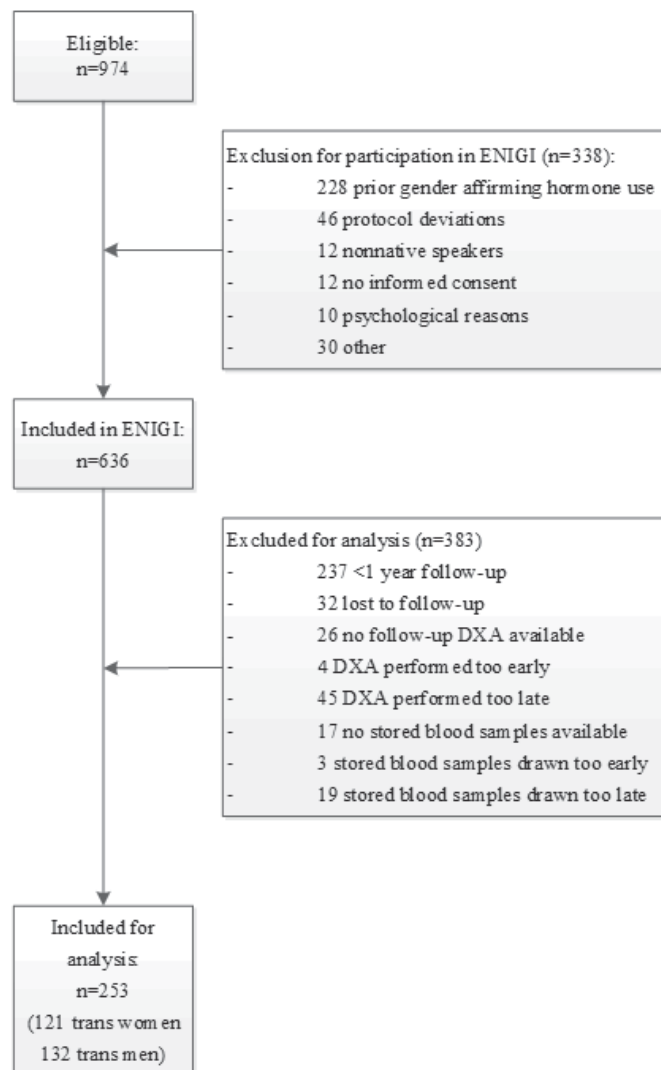 Eligible:
n=974
Exclusion for participation in ENIGI (n=338):
- 228 prior gender affirming hormone use
- 46 protocol deviations
- 12 nonnative speakers
- 12 no informed consent
- 10 psychological reasons
- 30 other
Included in ENIGI:
n=636
Excluded for analysis (n=383)
- 237 <1 year follow-up
- 32 lost to follow-up
- 26 no follow-up DXA available
- 4 DXA performed too early
- 45 DXA performed too late
- 17 no stored blood samples available
- 3 stored blood samples drawn too early
- 19 stored blood samples drawn too late
Included for
analysis:
n=253
(121 trans women
132 trans men)